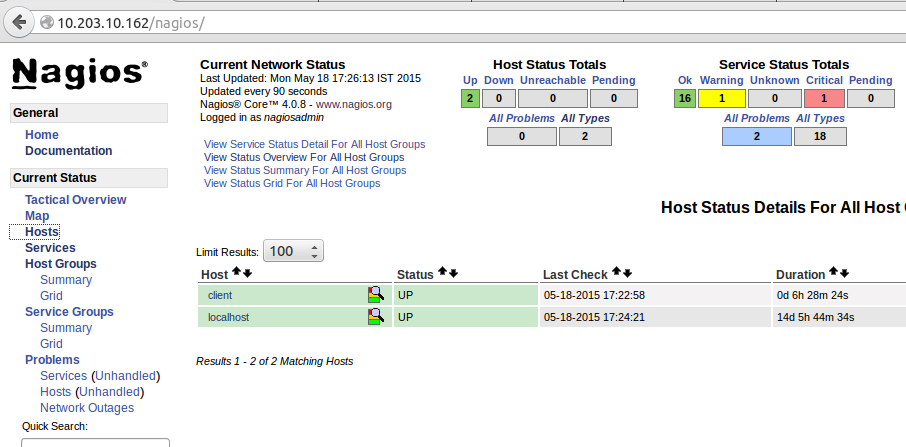 10.203.10.162/nagios/
Nagios®
General
Home
Documentation
Current Status
Tactical Overview
Map
Hosts
Services
Host Groups
Summary
Grid
Service Groups
Summary
Grid
Problems
Services (Unhandled)
Hosts (Unhandled)
Network Outages
Quick Search:
Current Network Status
Last Updated: Mon May 18 17:26:13 IST 2015
Updated every 90 seconds
Nagios® Core™ 4.0.8 - www.nagios.org
Logged in as nagiosadmin
View Service Status Detail For All Host Groups
View Status Overview For All Host Groups
View Status Summary For All Host Groups
View Status Grid For All Host Groups
Host Status Totals
Up Down Unreachable Pending
2 0 0 0
All Problems All Types
0 2
Service Status Totals
Ok Warning Unknown Critical Pending
16 1 0 1 0
All Problems All Types
2 18
Host Status Details For All Host
Limit Results: 100
Host Status Last Check Duration
client UP 05-18-2015 17:22:58 0d 6h 28m 24s
localhost UP 05-18-2015 17:24:21 14d 5h 44m 34s
Results 1 - 2 of 2 Matching Hosts